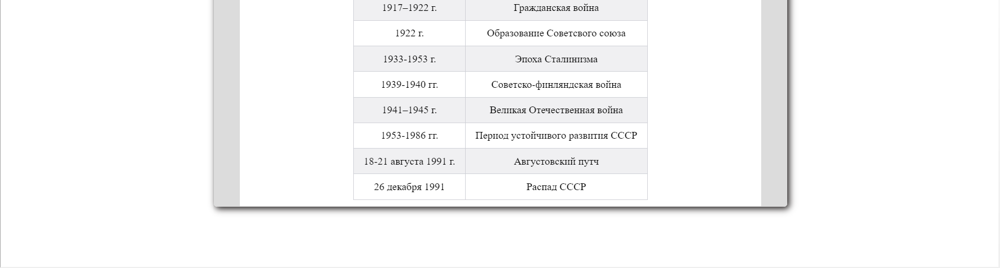 1917–1922 г. Гражданская война
1922 г. Образование Советсвого союза
1933-1953 г. Эпоха Сталинизма
1939-1940 гг. Советско-финляндская война
1941–1945 г. Великая Отечественная война
1953-1986 гг. Период устойчивого развития СССР
18-21 августа 1991 г. Августовский путч
26 декабря 1991 Распад СССР